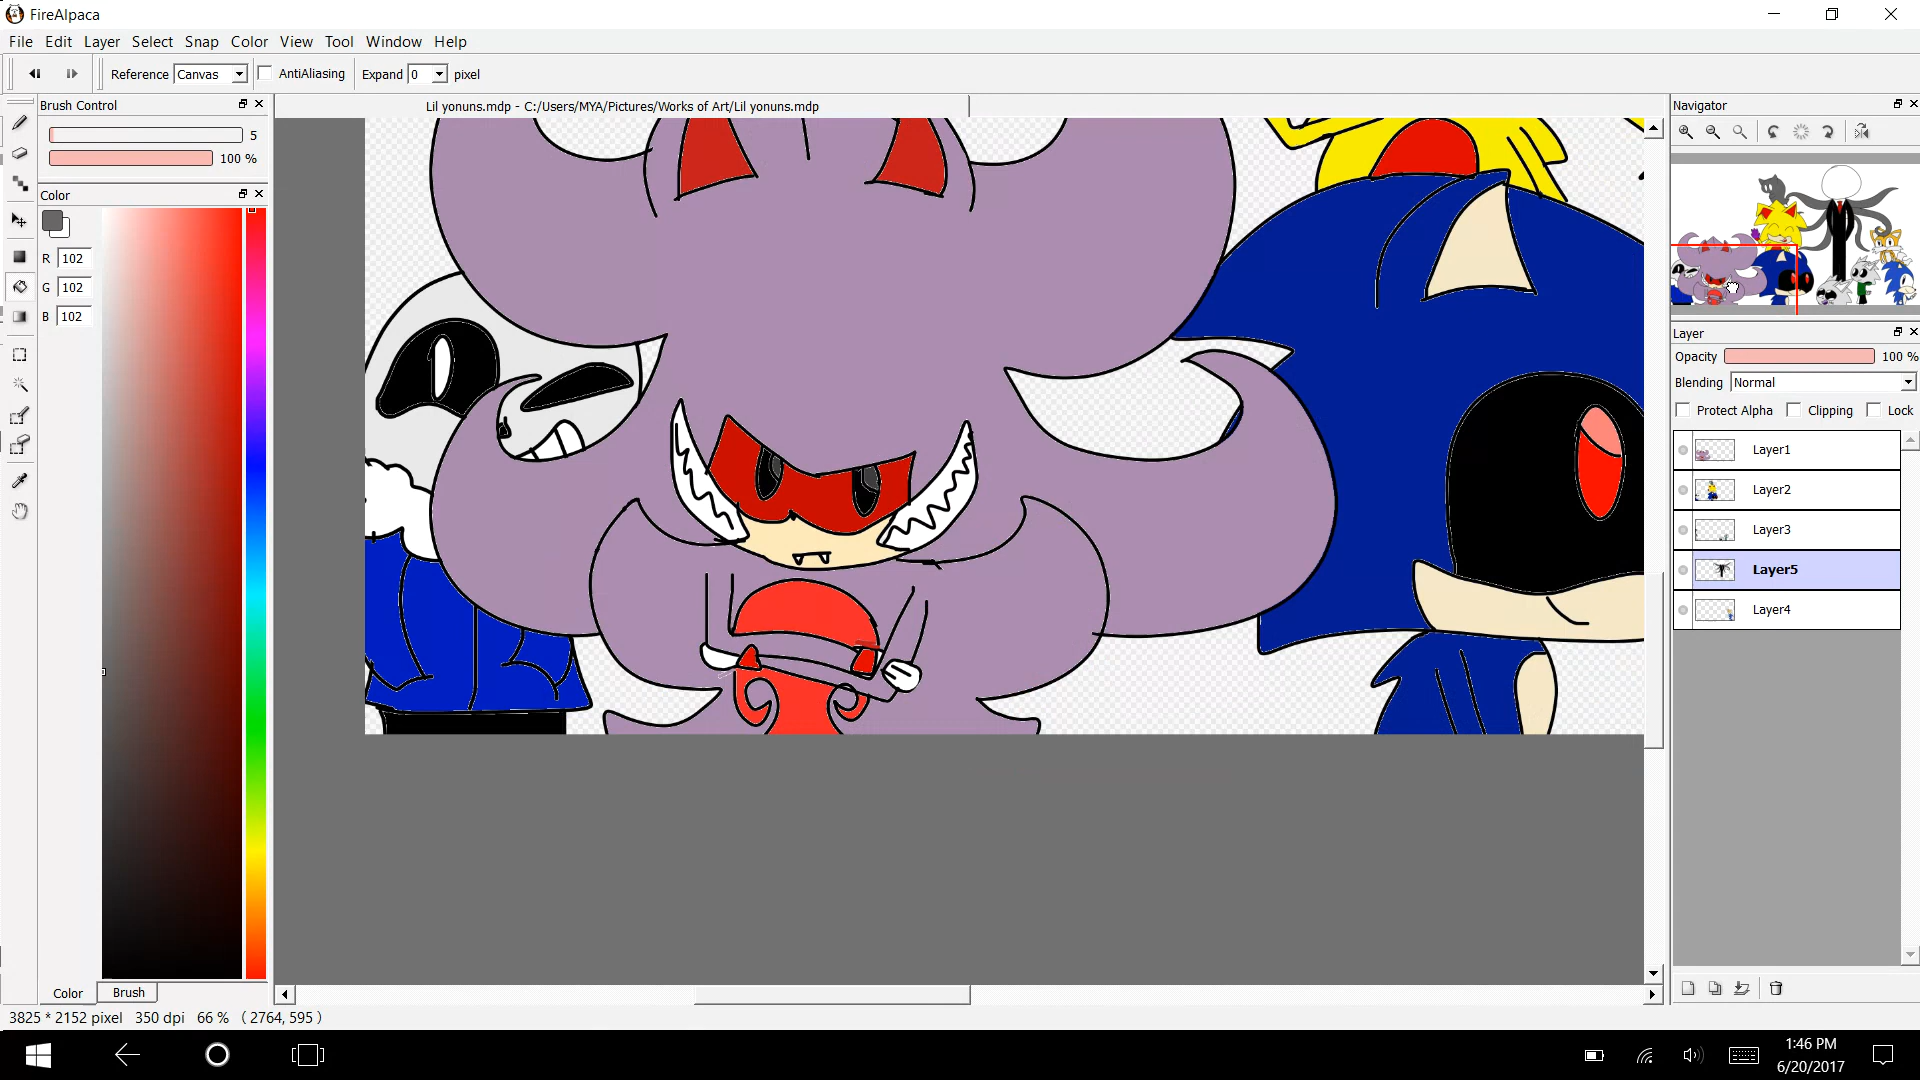 FireAlpaca
File Edit Layer Select Snap Color View Tool Window Help
Reference Canvas AntiAliasing Expand 0 pixel
Brush Control
Lil yonuns.mdp - C:/Users/MYA/Pictures/Works of Art/Lil yonuns.mdp
Navigator
5
100 %
Color
R 102
G 102
B 102
Layer
Opacity 100 %
Blending Normal
Protect Alpha Clipping Lock
Layer1
Layer2
Layer3
Layer5
Layer4
Color Brush
3825 * 2152 pixel 350 dpi 66 % ( 2764, 595 )
1:46 PM
6/20/2017